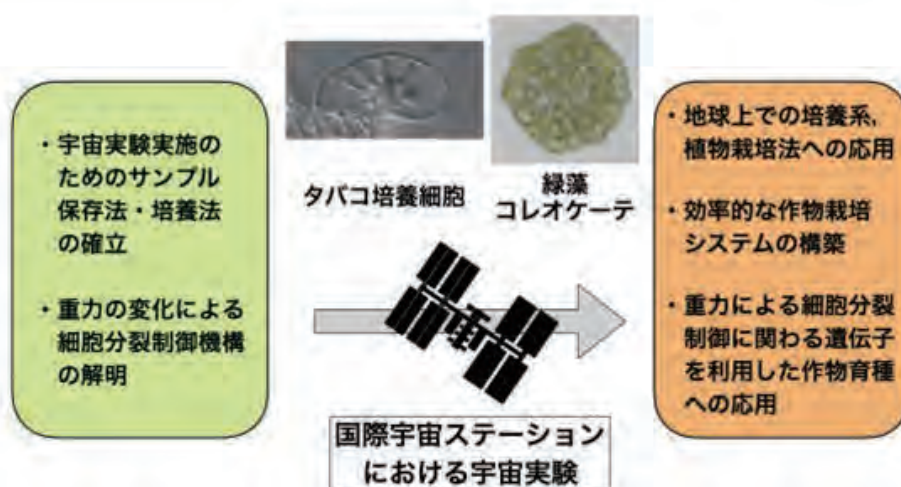 ・宇宙実験実施の
ためのサンプル
保存法・培養法
の確立
・重力の変化による
細胞分裂制御機構
の解明
タバコ培養細胞
緑藻
コレオケーテ
国際宇宙ステーション
における宇宙実験
・地球上での培養系,
植物栽培法への応用
・効率的な作物栽培
システムの構築
・重力による細胞分裂
制御に関わる遺伝子
を利用した作物育種
への応用